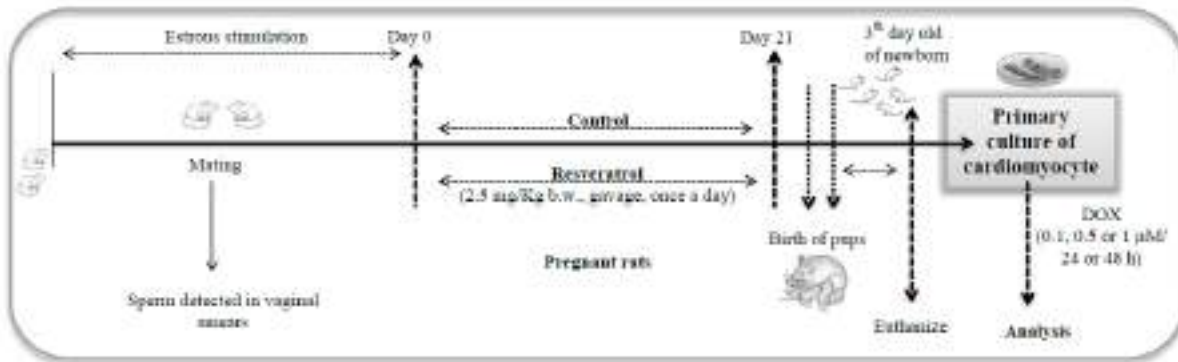 Estrous stimulation
Day 0
Day 21
3th day old
of newborn
Control
Primary
culture of
cardiomyocyte
Mating
Resveratrol
(2.5 mg/Kg b.w., gavage, once a day)
DOX
(0.1, 0.5 or 1 µM/
24 or 48 h)
Birth of pups
Pregnant rats
Sperm detected in vaginal
smears
Euthanize
Analysis